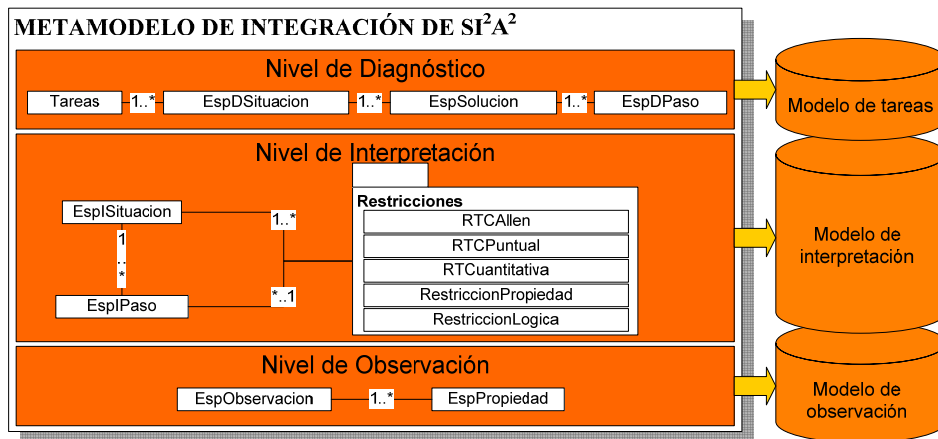 METAMODELO DE INTEGRACIÓN DE SI²A²
Nivel de Diagnóstico
Tareas 1..* EspDSituacion 1..* EspSolucion 1..* EspDPaso
Modelo de tareas
Nivel de Interpretación
EspISituacion
1..*
1
..
*
EspIPaso
*..1
Restricciones
RTCAllen
RTCPuntual
RTCuantitativa
RestriccionPropiedad
RestriccionLogica
Modelo de
interpretación
Nivel de Observación
EspObservacion 1..* EspPropiedad
Modelo de
observación